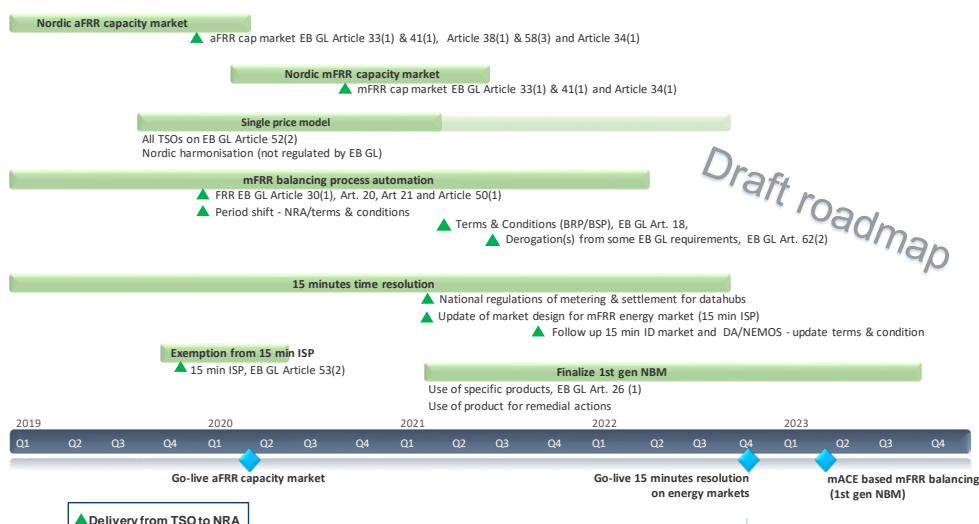 Nordic aFRR capacity market
aFRR cap market EB GL Article 33(1) & 41(1), Article 38(1) & 58(3) and Article 34(1)
Nordic mFRR capacity market
mFRR cap market EB GL Article 33(1) & 41(1) and Article 34(1)
Single price model
All TSOs on EB GL Article 52(2)
Nordic harmonisation (not regulated by EB GL)
Draft roadmap
mFRR balancing process automation
FRR EB GL Article 30(1), Art. 20, Art 21 and Article 50(1)
Period shift - NRA/terms & conditions
Terms & Conditions (BRP/BSP), EB GL Art. 18,
Derogation(s) from some EB GL requirements, EB GL Art. 62(2)
15 minutes time resolution
National regulations of metering & settlement for datahubs
Update of market design for mFRR energy market (15 min ISP)
Follow up 15 min ID market and DA/NEMOS - update terms & condition
Exemption from 15 min ISP
15 min ISP, EB GL Article 53(2)
Finalize 1st gen NBM
Use of specific products, EB GL Art. 26 (1)
Use of product for remedial actions
2019 2020 2021 2022 2023
Q1 Q2 Q3 Q4 Q1 Q2 Q3 Q4 Q1 Q2 Q3 Q4 Q1 Q2 Q3 Q4 Q1 Q2 Q3 Q4
Go-live aFRR capacity market
Go-live 15 minutes resolution
on energy markets
mACE based mFRR balancing
(1st gen NBM)
Delivery from TSO to NRA